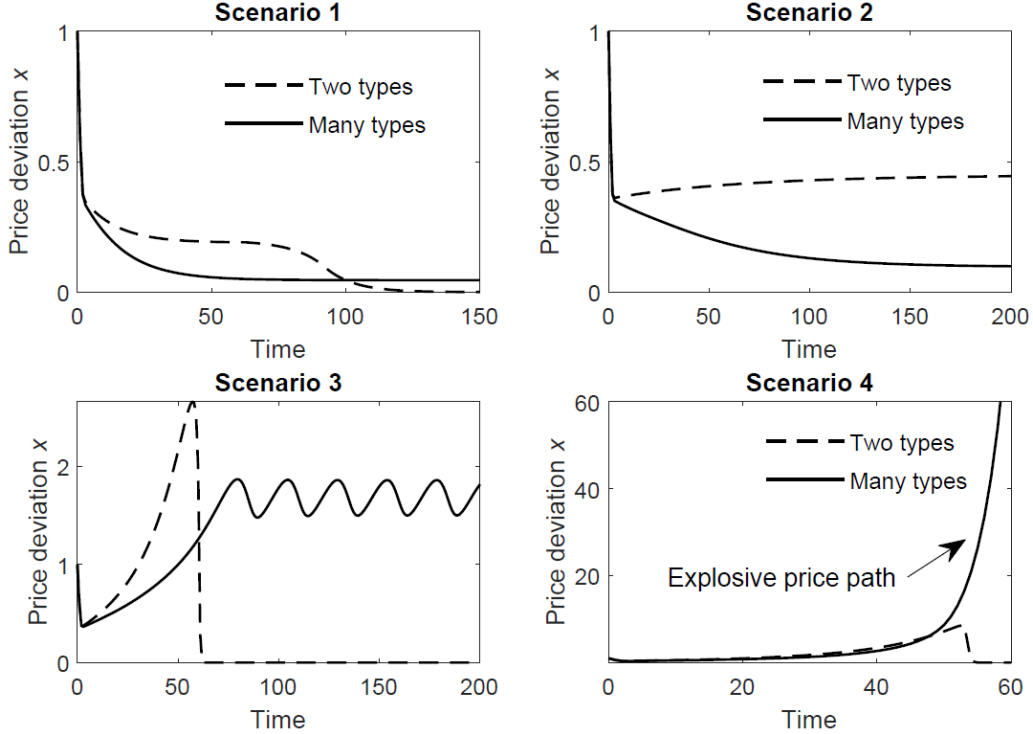 Scenario 1
Price deviation x
1
0.5
0
Two types
Many types
0
50
100
150
Time
Scenario 2
Price deviation x
1
0.5
0
Two types
Many types
0
50
100
150
200
Time
Scenario 3
Price deviation x
2
1
0
0
50
100
150
200
Time
Scenario 4
Price deviation x
60
40
20
Two types
Many types
Explosive price path
0
20
40
60
Time